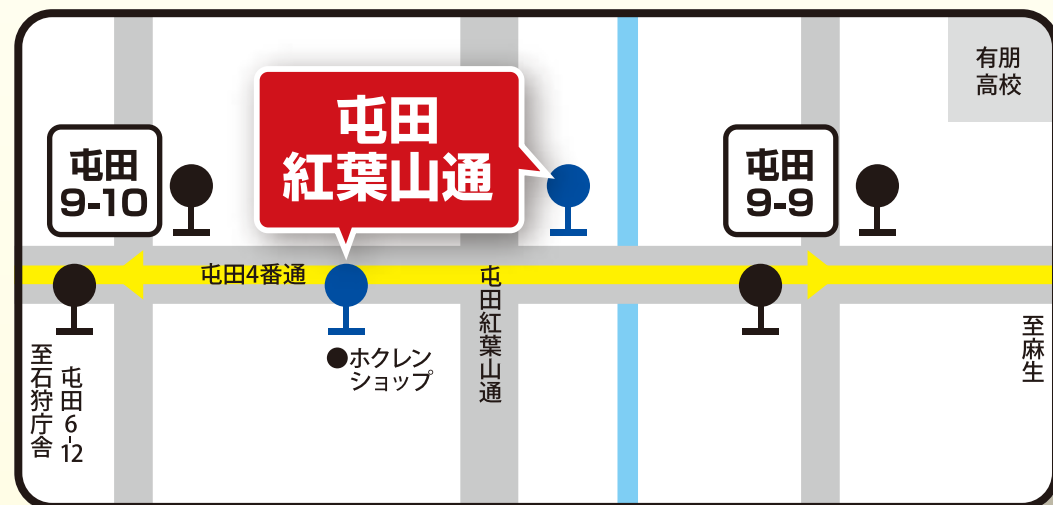 有朋
高校
屯田
紅葉山通
屯田
9-10
屯田
9-9
屯田4番通
屯田紅葉山通
●ホクレン
ショップ
至麻生
至石狩庁舎
屯田6-12